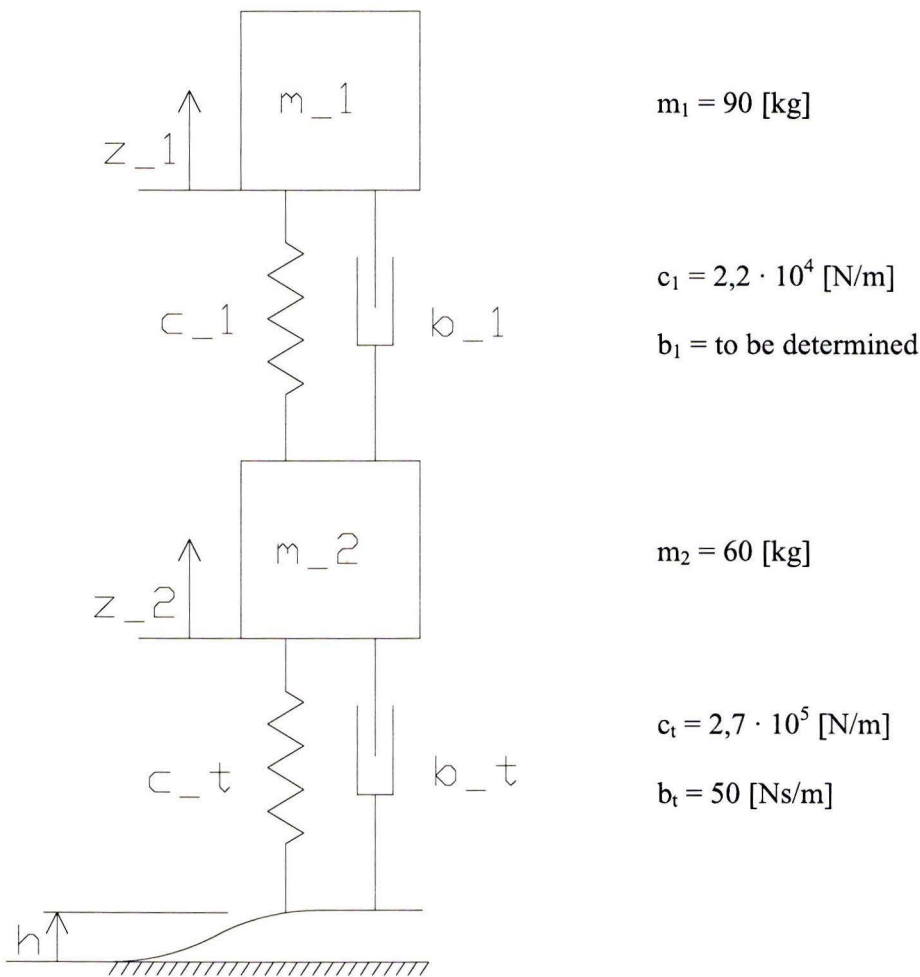 m_1
m₁ = 90 [kg]
z_1
c_1
b_1
c₁ = 2,2 · 10⁴ [N/m]
b₁ = to be determined
m_2
m₂ = 60 [kg]
z_2
c_t
b_t
cₜ = 2,7 · 10⁵ [N/m]
bₜ = 50 [Ns/m]
h